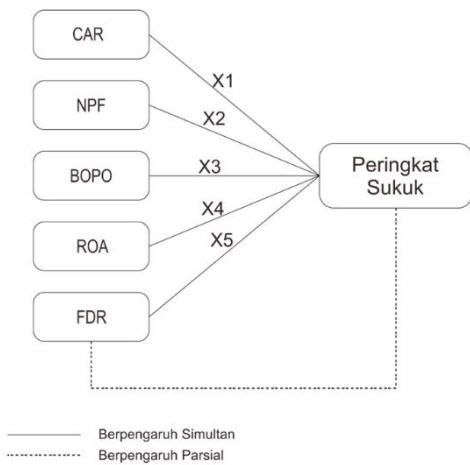 CAR
X1
NPF
X2
BOPO
X3
Peringkat
Sukuk
ROA
X4
X5
FDR
Berpengaruh Simultan
Berpengaruh Parsial